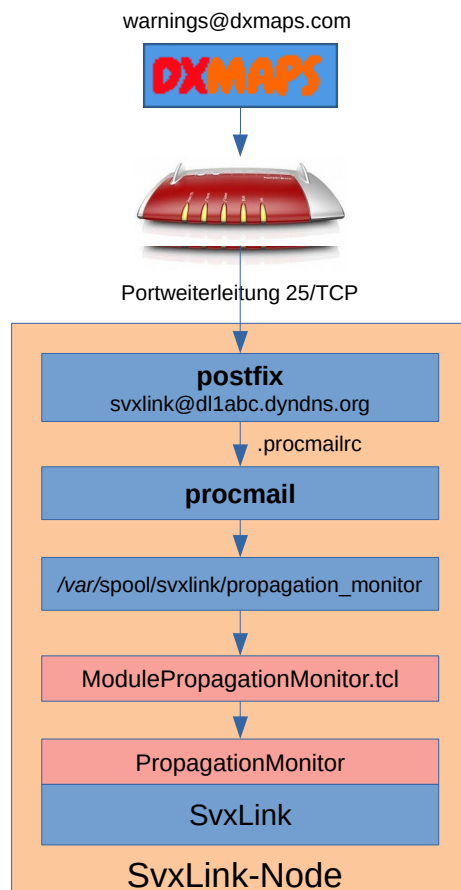 warnings@dxmaps.com
DXMAPS
Portweiterleitung 25/TCP
postfix
svxlink@dl1abc.dyndns.org
.procmailrc
procmail
/var/spool/svxlink/propagation_monitor
ModulePropagationMonitor.tcl
PropagationMonitor
SvxLink
SvxLink-Node